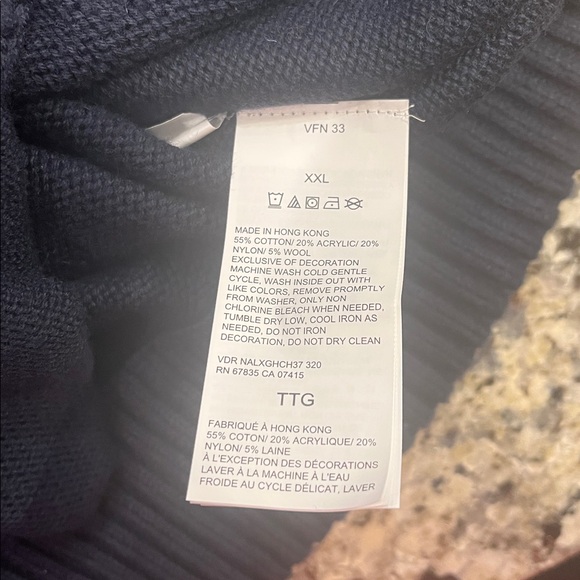 VFN 33
XXL
MADE IN HONG KONG
55% COTTON/ 20% ACRYLIC/ 20%
NYLON/ 5% WOOL
EXCLUSIVE OF DECORATION
MACHINE WASH COLD GENTLE
CYCLE, WASH INSIDE OUT WITH
LIKE COLORS, REMOVE PROMPTLY
FROM WASHER, ONLY NON
CHLORINE BLEACH WHEN NEEDED,
TUMBLE DRY LOW, COOL IRON AS
NEEDED, DO NOT IRON
DECORATION, DO NOT DRY CLEAN
VDR NALXGHCH37 320
RN 67835 CA 07415
TTG
FABRIQUÉ À HONG KONG
55% COTON/ 20% ACRYLIQUE/ 20%
NYLON/ 5% LAINE
À L'EXCEPTION DES DÉCORATIONS
LAVER À LA MACHINE À L'EAU
FROIDE AU CYCLE DÉLICAT, LAVER